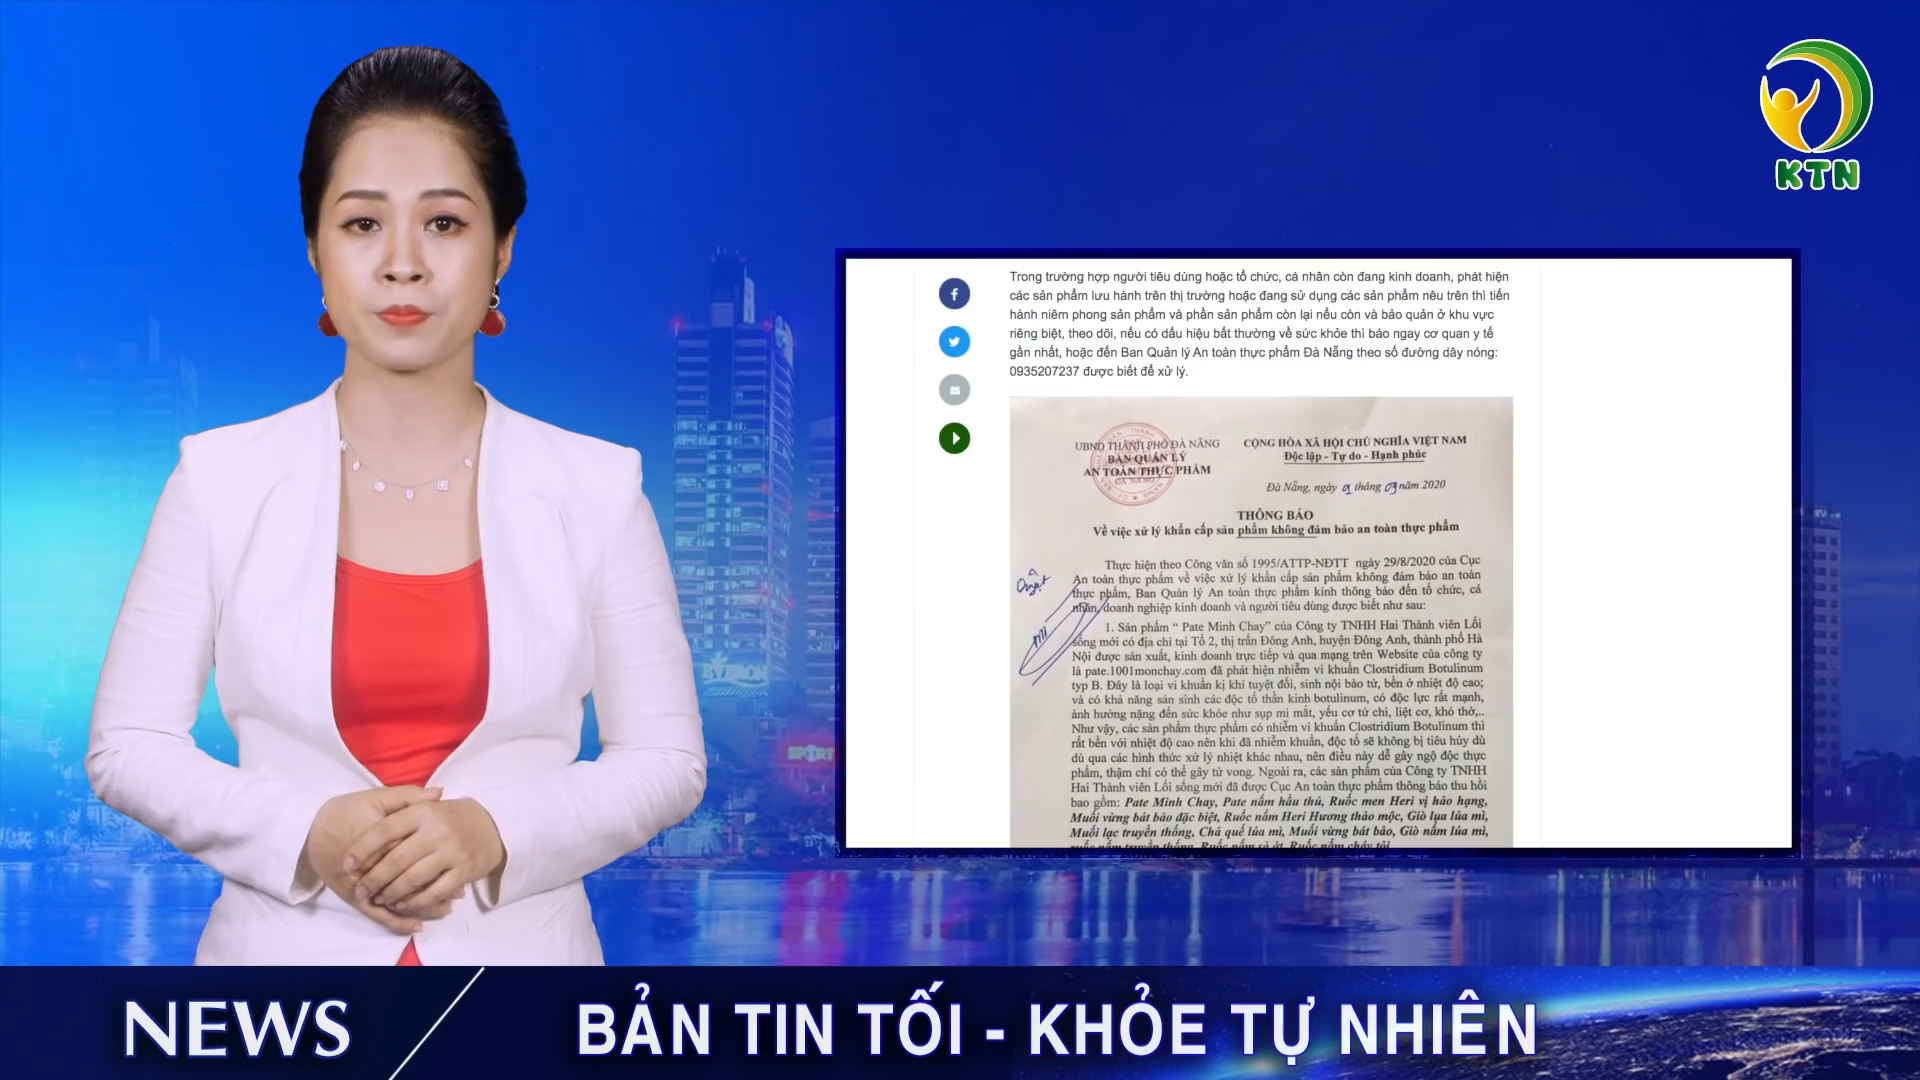 KTN
Trong trường hợp người tiêu dùng hoặc tổ chức, cá nhân còn đang kinh doanh, phát hiện
các sản phẩm lưu hành trên thị trường hoặc đang sử dụng các sản phẩm nêu trên thì tiến
hành niêm phong sản phẩm và phần sản phẩm còn lại nếu còn và bảo quản ở khu vực
riêng biệt, theo dõi, nếu có dấu hiệu bất thường về sức khỏe thì báo ngay cơ quan y tế
gần nhất, hoặc đến Ban Quản lý An toàn thực phẩm Đà Nẵng theo số đường dây nóng:
0935207237 được biết để xử lý.
UBND THÀNH PHỐ ĐÀ NẴNG
BAN QUẢN LÝ
AN TOÀN THỰC PHẨM
CỘNG HÒA XÃ HỘI CHỦ NGHĨA VIỆT NAM
Độc lập - Tự do - Hạnh phúc
Đà Nẵng, ngày 01 tháng 09 năm 2020
THÔNG BÁO
Về việc xử lý khẩn cấp sản phẩm không đảm bảo an toàn thực phẩm
Thực hiện theo Công văn số 1995/ATTP-NĐTT ngày 29/8/2020 của Cục
An toàn thực phẩm về việc xử lý khẩn cấp sản phẩm không đảm bảo an toàn
thực phẩm, Ban Quản lý An toàn thực phẩm kính thông báo đến tổ chức, cá
nhân, doanh nghiệp kinh doanh và người tiêu dùng được biết như sau:
1. Sản phẩm “ Pate Minh Chay” của Công ty TNHH Hai Thành viên Lối
sống mới có địa chỉ tại Tổ 2, thị trấn Đông Anh, huyện Đông Anh, thành phố Hà
Nội được sản xuất, kinh doanh trực tiếp và qua mạng trên Website của công ty
là pate.1001monchay.com đã phát hiện nhiễm vi khuẩn Clostridium Botulinum
typ B. Đây là loại vi khuẩn kị khí tuyệt đối, sinh nội bào tử, bền ở nhiệt độ cao;
và có khả năng sản sinh các độc tố thần kinh botulinum, có độc lực rất mạnh,
ảnh hưởng nặng đến sức khỏe như sụp mi mắt, yếu cơ tứ chi, liệt cơ, khó thở,..
Như vậy, các sản phẩm thực phẩm có nhiễm vi khuẩn Clostridium Botulinum thì
rất bền với nhiệt độ cao nên khi đã nhiễm khuẩn, độc tố sẽ không bị tiêu hủy dù
dù qua các hình thức xử lý nhiệt khác nhau, nên điều này dễ gây ngộ độc thực
phẩm, thậm chí có thể gây tử vong. Ngoài ra, các sản phẩm của Công ty TNHH
Hai Thành viên Lối sống mới đã được Cục An toàn thực phẩm thông báo thu hồi
bao gồm: Pate Minh Chay, Pate nấm hầu thủ, Ruốc men Heri vị hảo hạng,
Muối vừng bát bảo đặc biệt, Ruốc nấm Heri Hương thảo mộc, Giò lụa lúa mì,
Muối lạc truyền thống, Chả quế lúa mì, Muối vừng bát bảo, Giò nấm lúa mì,
ruốc nấm truyền thống, Ruốc nấm sả ớt, Ruốc nấm cháy tỏi
SPORT
NEWS
BẢN TIN TỐI - KHỎE TỰ NHIÊN